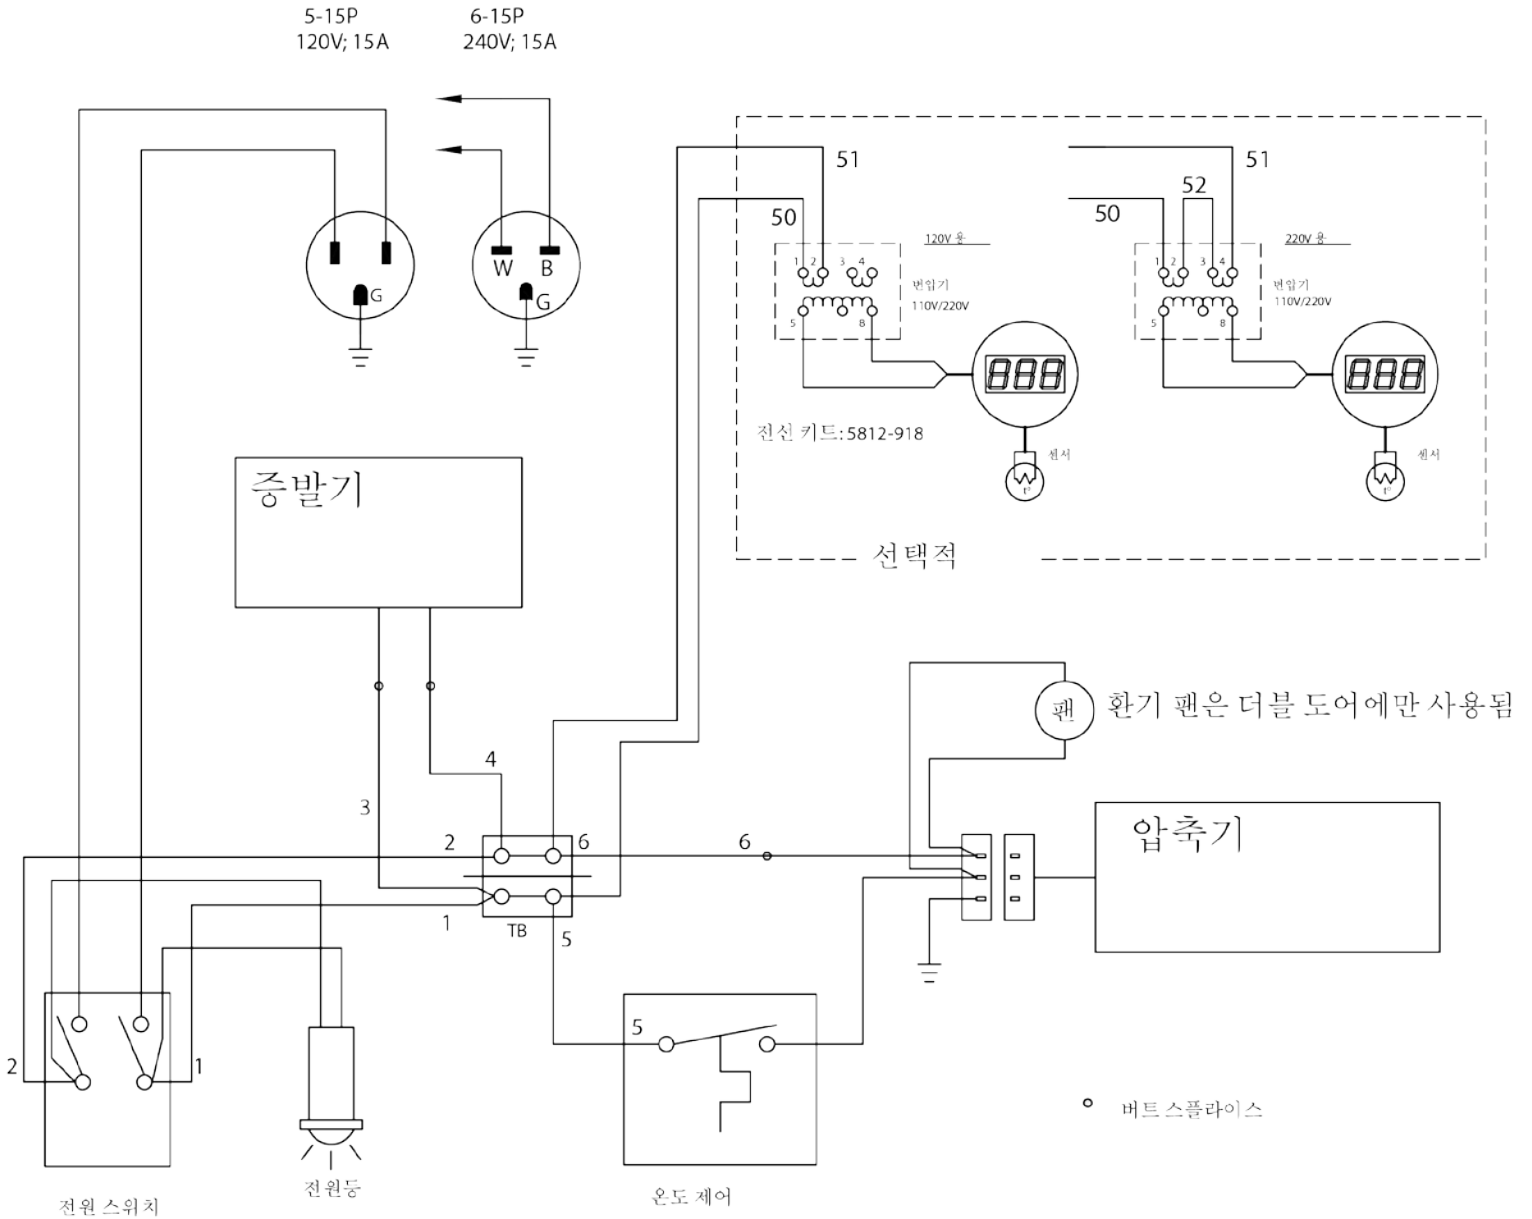 5-15P
120V; 15A
6-15P
240V; 15A
G
W
B
G
51
50
120V 용
1
2
3
4
변압기
110V/220V
5
8
51
52
50
220V 용
1
2
3
4
변압기
110V/220V
5
8
888
888
전선 키트: 5812-918
센서
t°
센서
t°
선택적
증발기
팬
환기 팬은 더블 도어에만 사용됨
4
3
2
6
6
1
TB
5
압축기
5
2
1
버트 스플라이스
전원등
전원 스위치
온도 제어